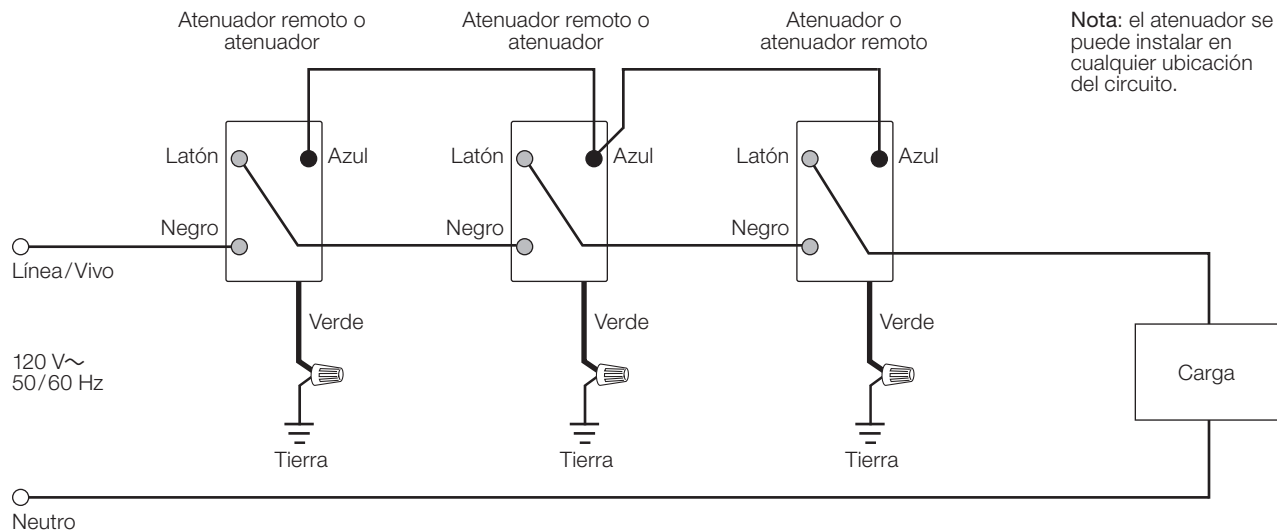 Atenuador remoto o
atenuador
Atenuador remoto o
atenuador
Atenuador o
atenuador remoto
Nota: el atenuador se
puede instalar en
cualquier ubicación
del circuito.
Latón
Azul
Latón
Azul
Latón
Azul
Negro
Negro
Negro
Línea/Vivo
Verde
Verde
Verde
120 V~
50/60 Hz
Carga
Tierra
Tierra
Tierra
Neutro